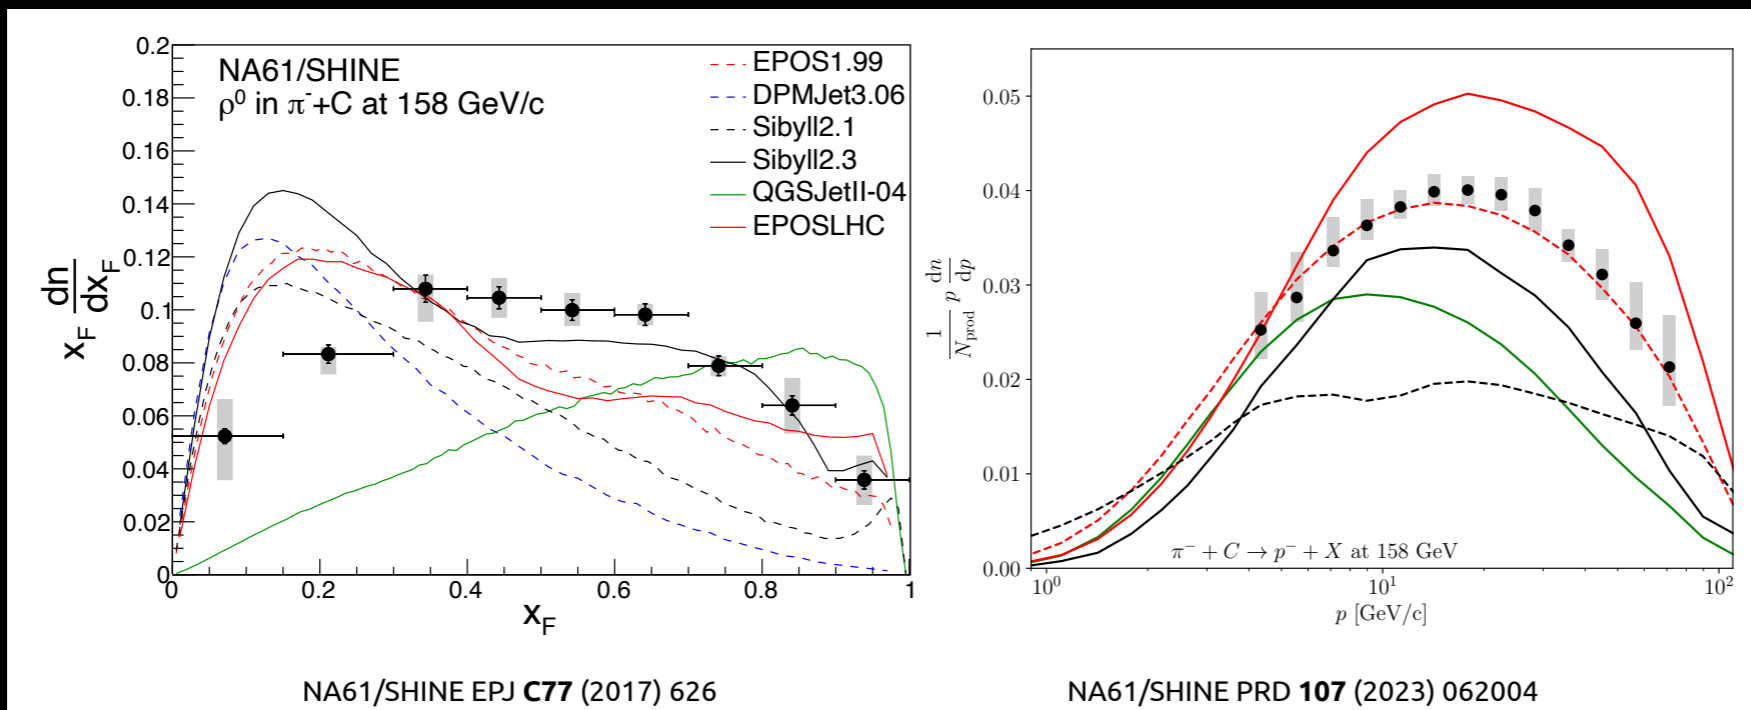 NA61/SHINE
ρ⁰ in π⁻+C at 158 GeV/c
EPOS1.99
DPMJet3.06
Sibyll2.1
Sibyll2.3
QGSJetII-04
EPOSLHC
x_F dn/dx_F
0.2
0.18
0.16
0.14
0.12
0.1
0.08
0.06
0.04
0.02
0
0 0.2 0.4 0.6 0.8 1
x_F
1/N_prod p dn/dp
0.05
0.04
0.03
0.02
0.01
0.00
π⁻ + C → p⁻ + X at 158 GeV
10⁰ 10¹ 10²
p [GeV/c]
NA61/SHINE EPJ C77 (2017) 626
NA61/SHINE PRD 107 (2023) 062004